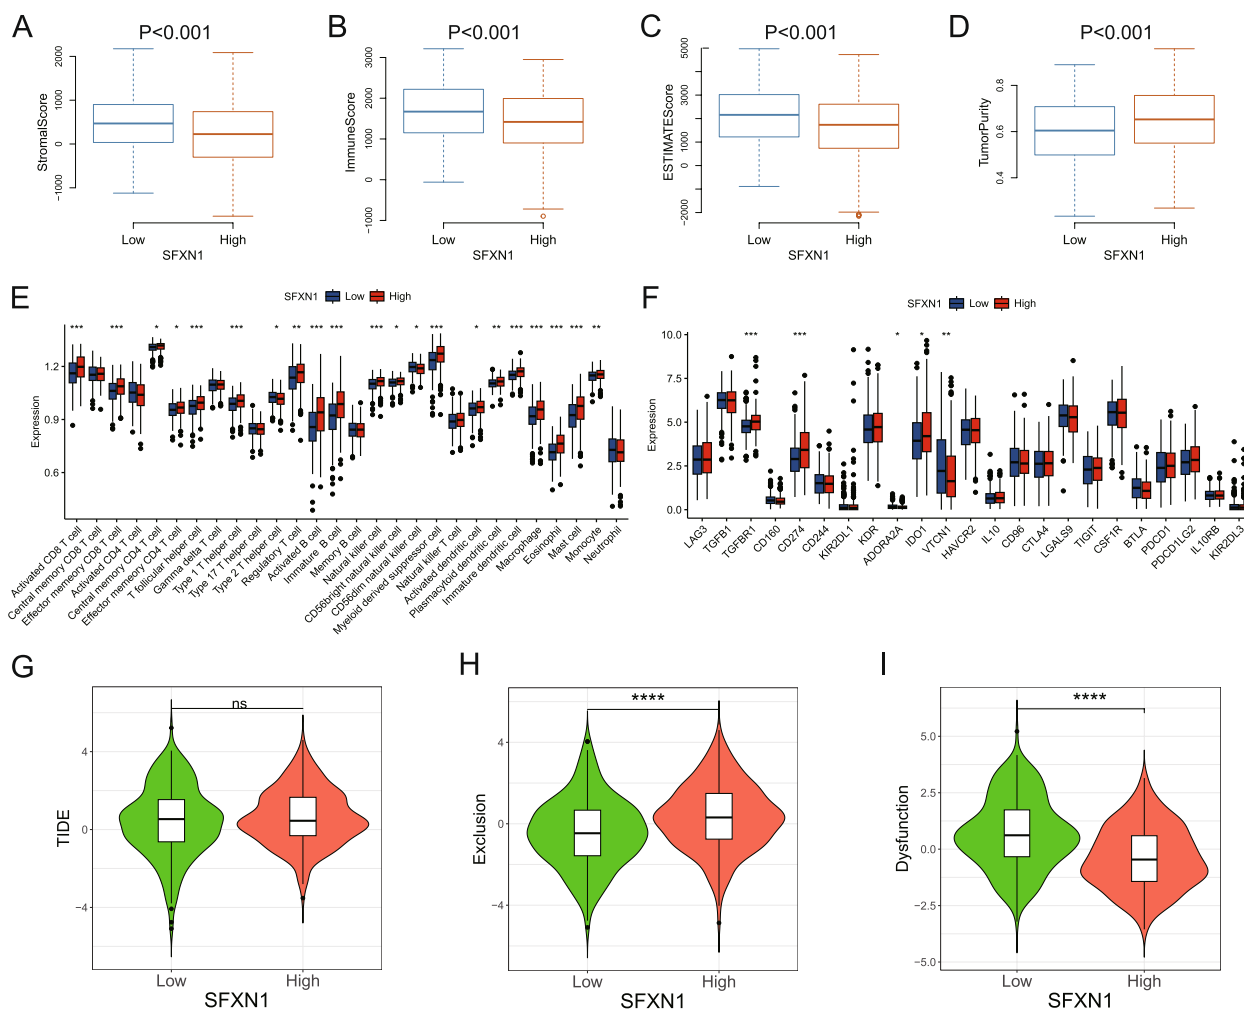 A
P<0.001
StromalScore
2000
1000
0
−1000
Low
High
SFXN1
B
P<0.001
ImmuneScore
3000
2000
1000
0
−1000
Low
High
SFXN1
C
P<0.001
ESTIMATEScore
5000
3000
1000
0
−2000
Low
High
SFXN1
D
P<0.001
TumorPurity
0.8
0.6
0.4
Low
High
SFXN1
E
SFXN1 Low High
*** *** * * *** *** * ** *** *** *** * * *** * ** *** *** *** *** **
Expression
1.2
0.9
0.6
Activated CD8 T cell
Central memory CD8 T cell
Effector memory CD8 T cell
Activated CD4 T cell
Central memory CD4 T cell
Effector memory CD4 T cell
T follicular helper cell
Gamma delta T cell
Type 1 T helper cell
Type 17 T helper cell
Type 2 T helper cell
Regulatory T cell
Activated B cell
Immature B cell
Memory B cell
Natural killer cell
CD56bright natural killer cell
CD56dim natural killer cell
Myeloid derived suppressor cell
Natural killer T cell
Activated dendritic cell
Plasmacytoid dendritic cell
Immature dendritic cell
Macrophage
Eosinophil
Mast cell
Monocyte
Neutrophil
F
SFXN1 Low High
*** *** * * **
Expression
10.0
7.5
5.0
2.5
0.0
LAG3
TGFB1
TGFBR1
CD160
CD274
CD244
KIR2DL1
KDR
ADORA2A
IDO1
VTCN1
HAVCR2
IL10
CD96
CTLA4
LGALS9
TIGIT
CSF1R
BTLA
PDCD1
PDCD1LG2
IL10RB
KIR2DL3
G
ns
TIDE
4
0
−4
Low
High
SFXN1
H
****
Exclusion
4
0
−4
Low
High
SFXN1
I
****
Dysfunction
5.0
2.5
0.0
−2.5
−5.0
Low
High
SFXN1